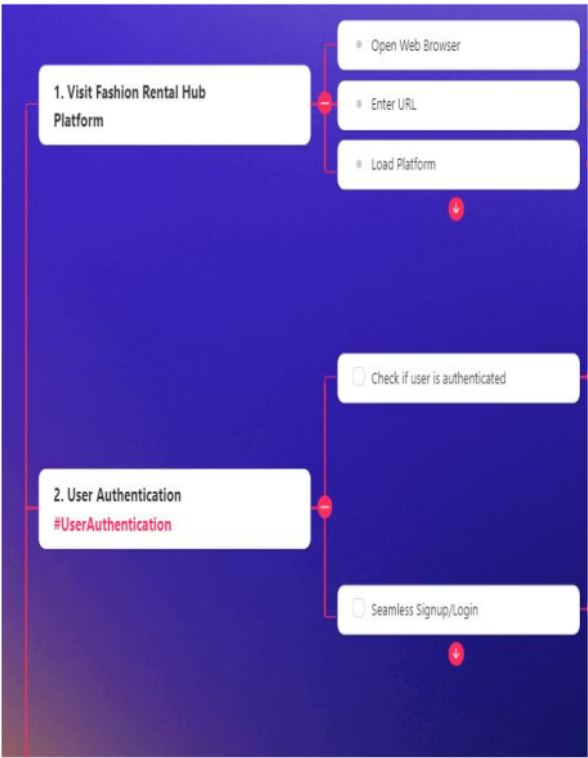 1. Visit Fashion Rental Hub
Platform
Open Web Browser
Enter URL
Load Platform
2. User Authentication
#UserAuthentication
Check if user is authenticated
Seamless Signup/Login